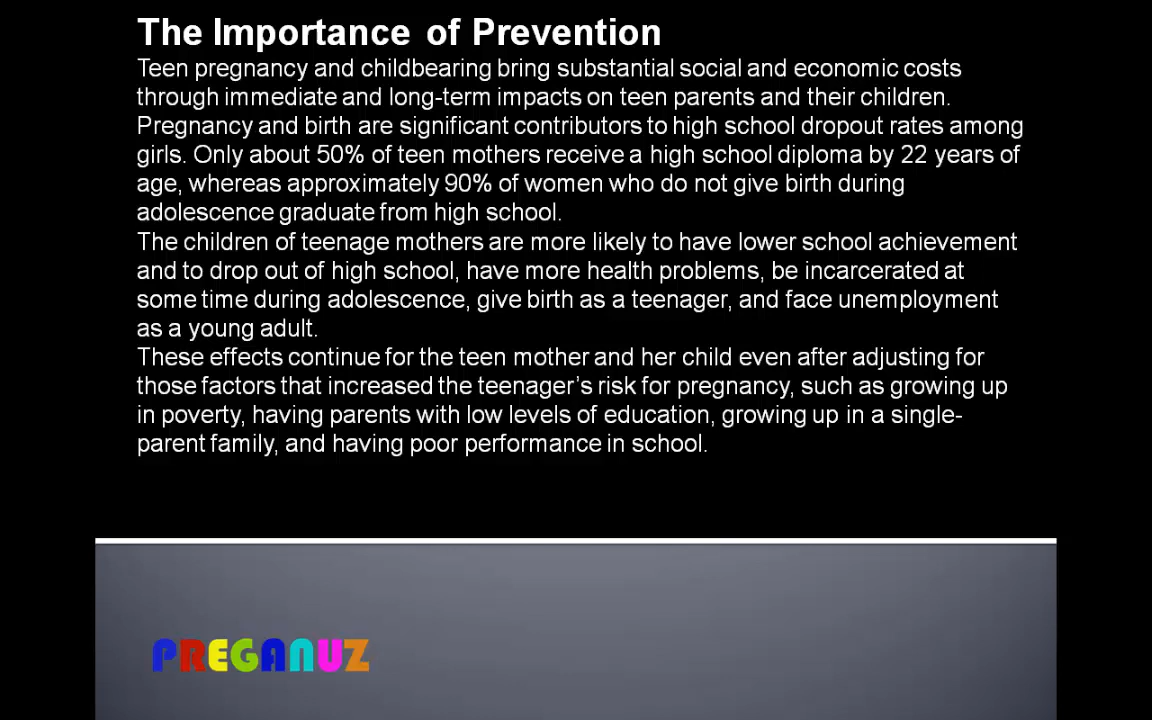 The Importance of Prevention
Teen pregnancy and childbearing bring substantial social and economic costs
through immediate and long-term impacts on teen parents and their children.
Pregnancy and birth are significant contributors to high school dropout rates among
girls. Only about 50% of teen mothers receive a high school diploma by 22 years of
age, whereas approximately 90% of women who do not give birth during
adolescence graduate from high school.
The children of teenage mothers are more likely to have lower school achievement
and to drop out of high school, have more health problems, be incarcerated at
some time during adolescence, give birth as a teenager, and face unemployment
as a young adult.
These effects continue for the teen mother and her child even after adjusting for
those factors that increased the teenager’s risk for pregnancy, such as growing up
in poverty, having parents with low levels of education, growing up in a single-
parent family, and having poor performance in school.
PREGANUZ